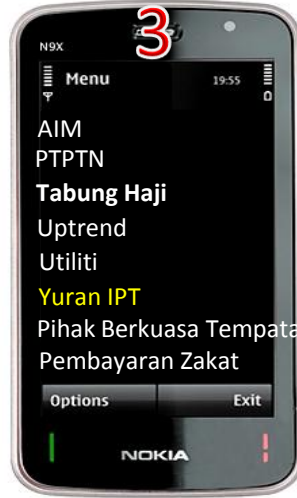 3
N9X
Menu 19:55
AIM
PTPTN
Tabung Haji
Uptrend
Utiliti
Yuran IPT
Pihak Berkuasa Tempata
Pembayaran Zakat
Options Exit
NOKIA